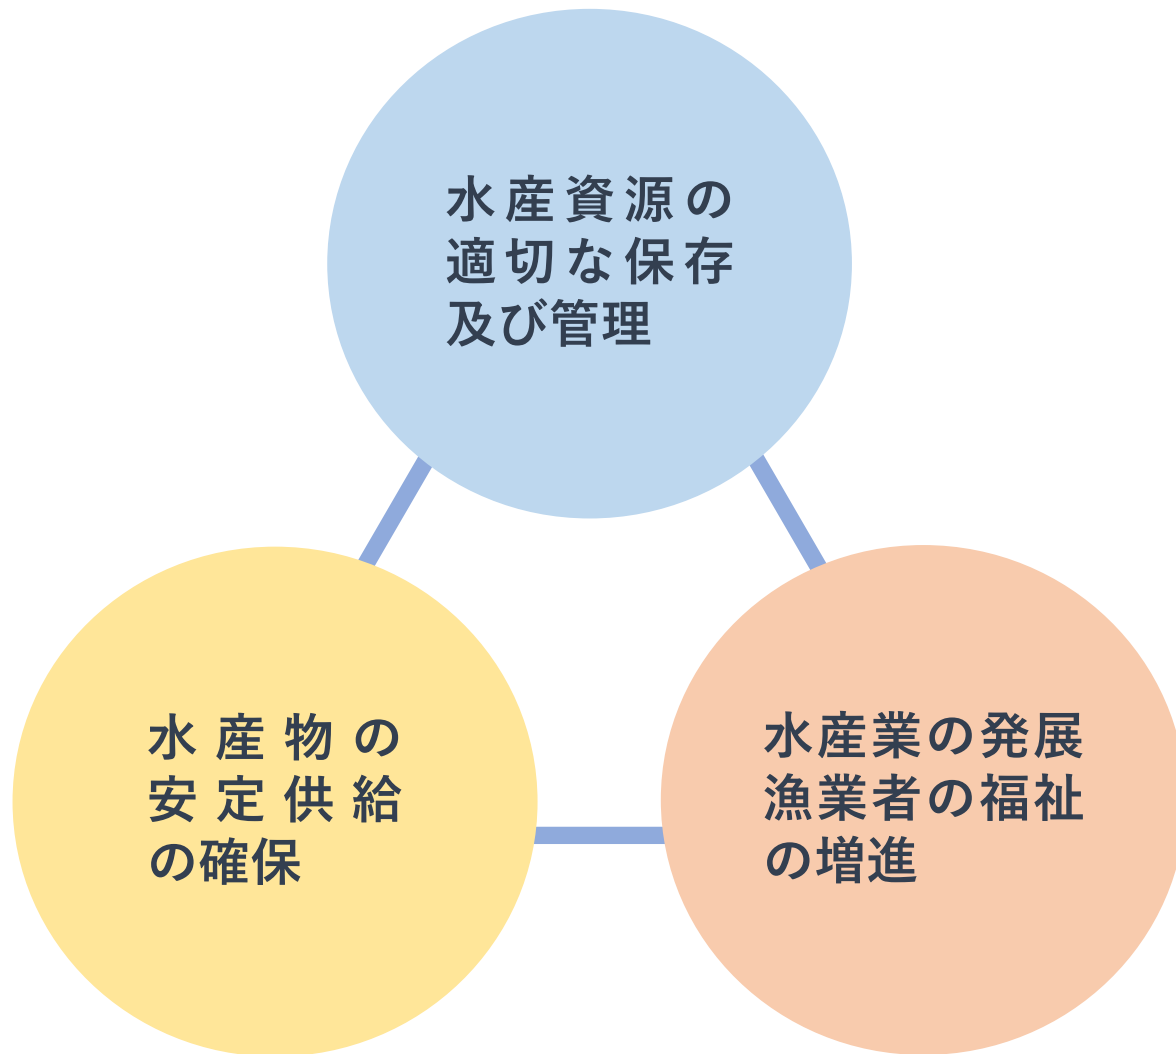 水産資源の
適切な保存
及び管理
水産物の
安定供給
の確保
水産業の発展
漁業者の福祉
の増進